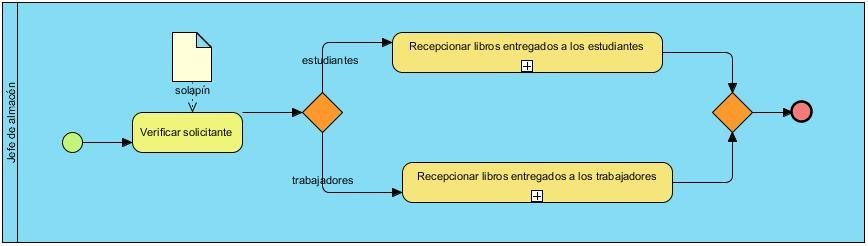 Jefe de almacén
solapín
Verificar solicitante
estudiantes
trabajadores
Recepcionar libros entregados a los estudiantes
Recepcionar libros entregados a los trabajadores